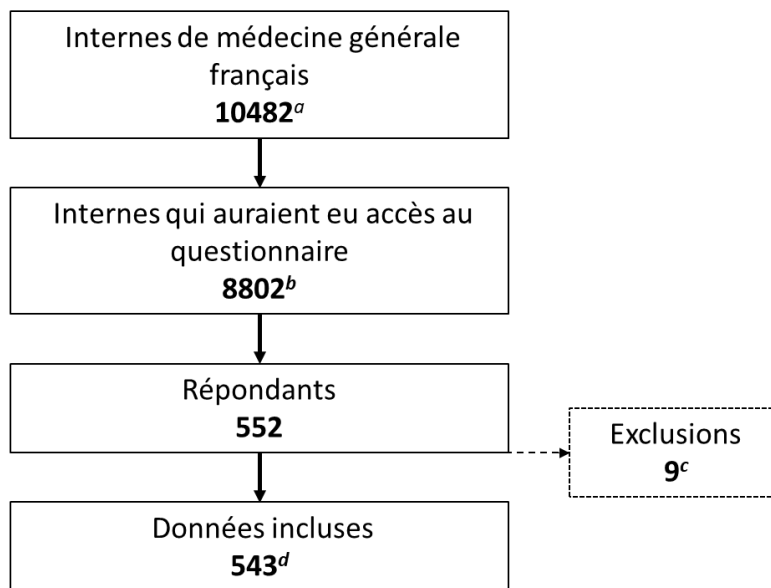 Internes de médecine générale
français
10482ᵃ
Internes qui auraient eu accès au
questionnaire
8802ᵇ
Répondants
552
Exclusions
9ᶜ
Données incluses
543ᵈ